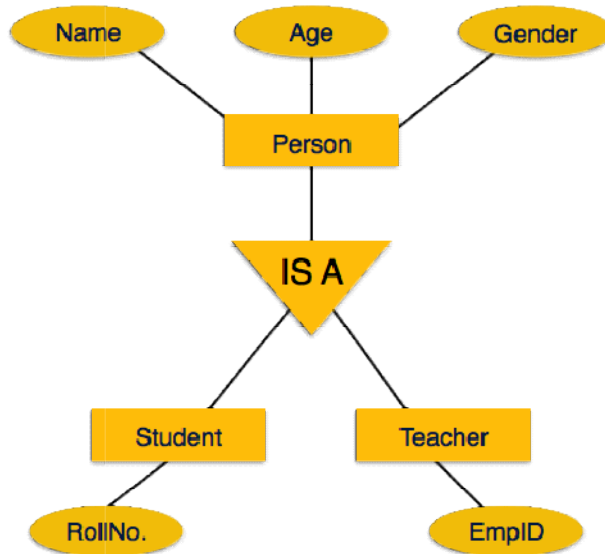 Name
Age
Gender
Person
IS A
Student
Teacher
RollNo.
EmpID